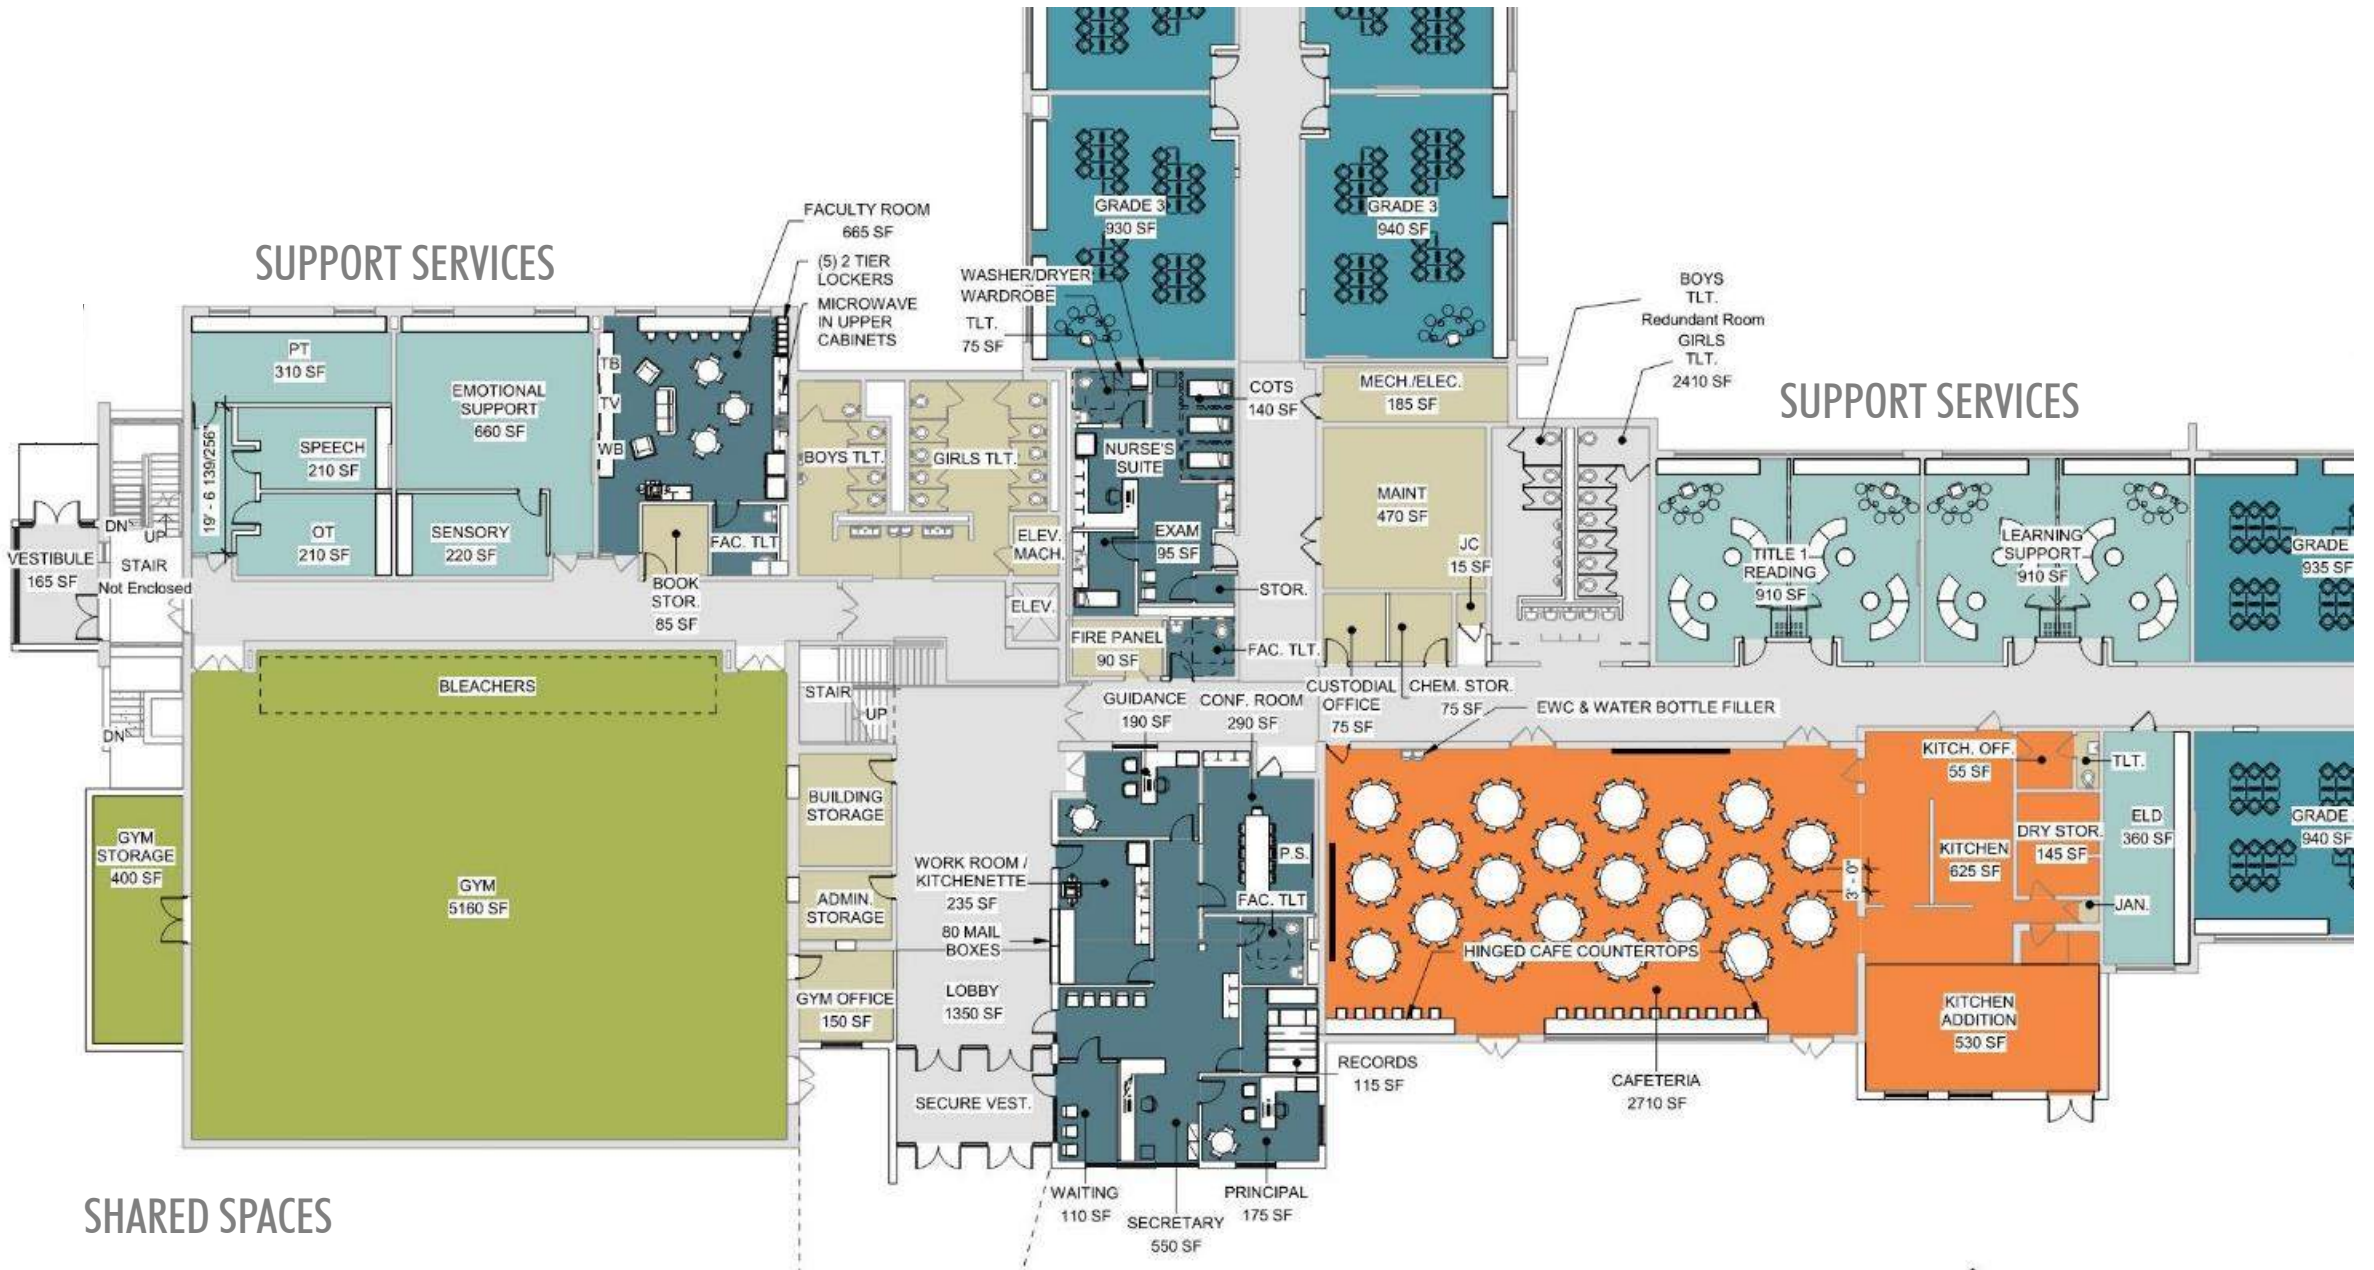 GRADE 3
930 SF
GRADE 3
940 SF
FACULTY ROOM
665 SF
SUPPORT SERVICES
(5) 2 TIER
LOCKERS
MICROWAVE
IN UPPER
CABINETS
WASHER/DRYER
WARDROBE
TLT.
75 SF
BOYS
TLT.
Redundant Room
GIRLS
TLT.
2410 SF
SUPPORT SERVICES
PT
310 SF
EMOTIONAL
SUPPORT
660 SF
TB
TV
WB
COTS
140 SF
MECH./ELEC.
185 SF
SPEECH
210 SF
19' - 6 139/256"
BOYS TLT.
GIRLS TLT.
NURSE'S
SUITE
MAINT
470 SF
DN
UP
OT
210 SF
SENSORY
220 SF
FAC. TLT
ELEV.
MACH.
EXAM
95 SF
JC
15 SF
TITLE 1
READING
910 SF
LEARNING
SUPPORT
910 SF
GRADE
935 SF
VESTIBULE
165 SF
STAIR
Not Enclosed
BOOK
STOR.
85 SF
ELEV.
STOR.
FIRE PANEL
90 SF
FAC. TLT.
BLEACHERS
STAIR
UP
DN
GUIDANCE
190 SF
CONF. ROOM
290 SF
CUSTODIAL
OFFICE
75 SF
CHEM. STOR.
75 SF
EWC & WATER BOTTLE FILLER
KITCH. OFF.
55 SF
TLT.
BUILDING
STORAGE
GYM
STORAGE
400 SF
GYM
5160 SF
WORK ROOM /
KITCHENETTE
235 SF
P.S.
3' - 0"
KITCHEN
625 SF
DRY STOR.
145 SF
ELD
360 SF
GRADE
940 SF
ADMIN.
STORAGE
80 MAIL
BOXES
FAC. TLT
JAN.
HINGED CAFE COUNTERTOPS
GYM OFFICE
150 SF
LOBBY
1350 SF
KITCHEN
ADDITION
530 SF
SECURE VEST.
RECORDS
115 SF
CAFETERIA
2710 SF
WAITING
110 SF
SECRETARY
550 SF
PRINCIPAL
175 SF
SHARED SPACES